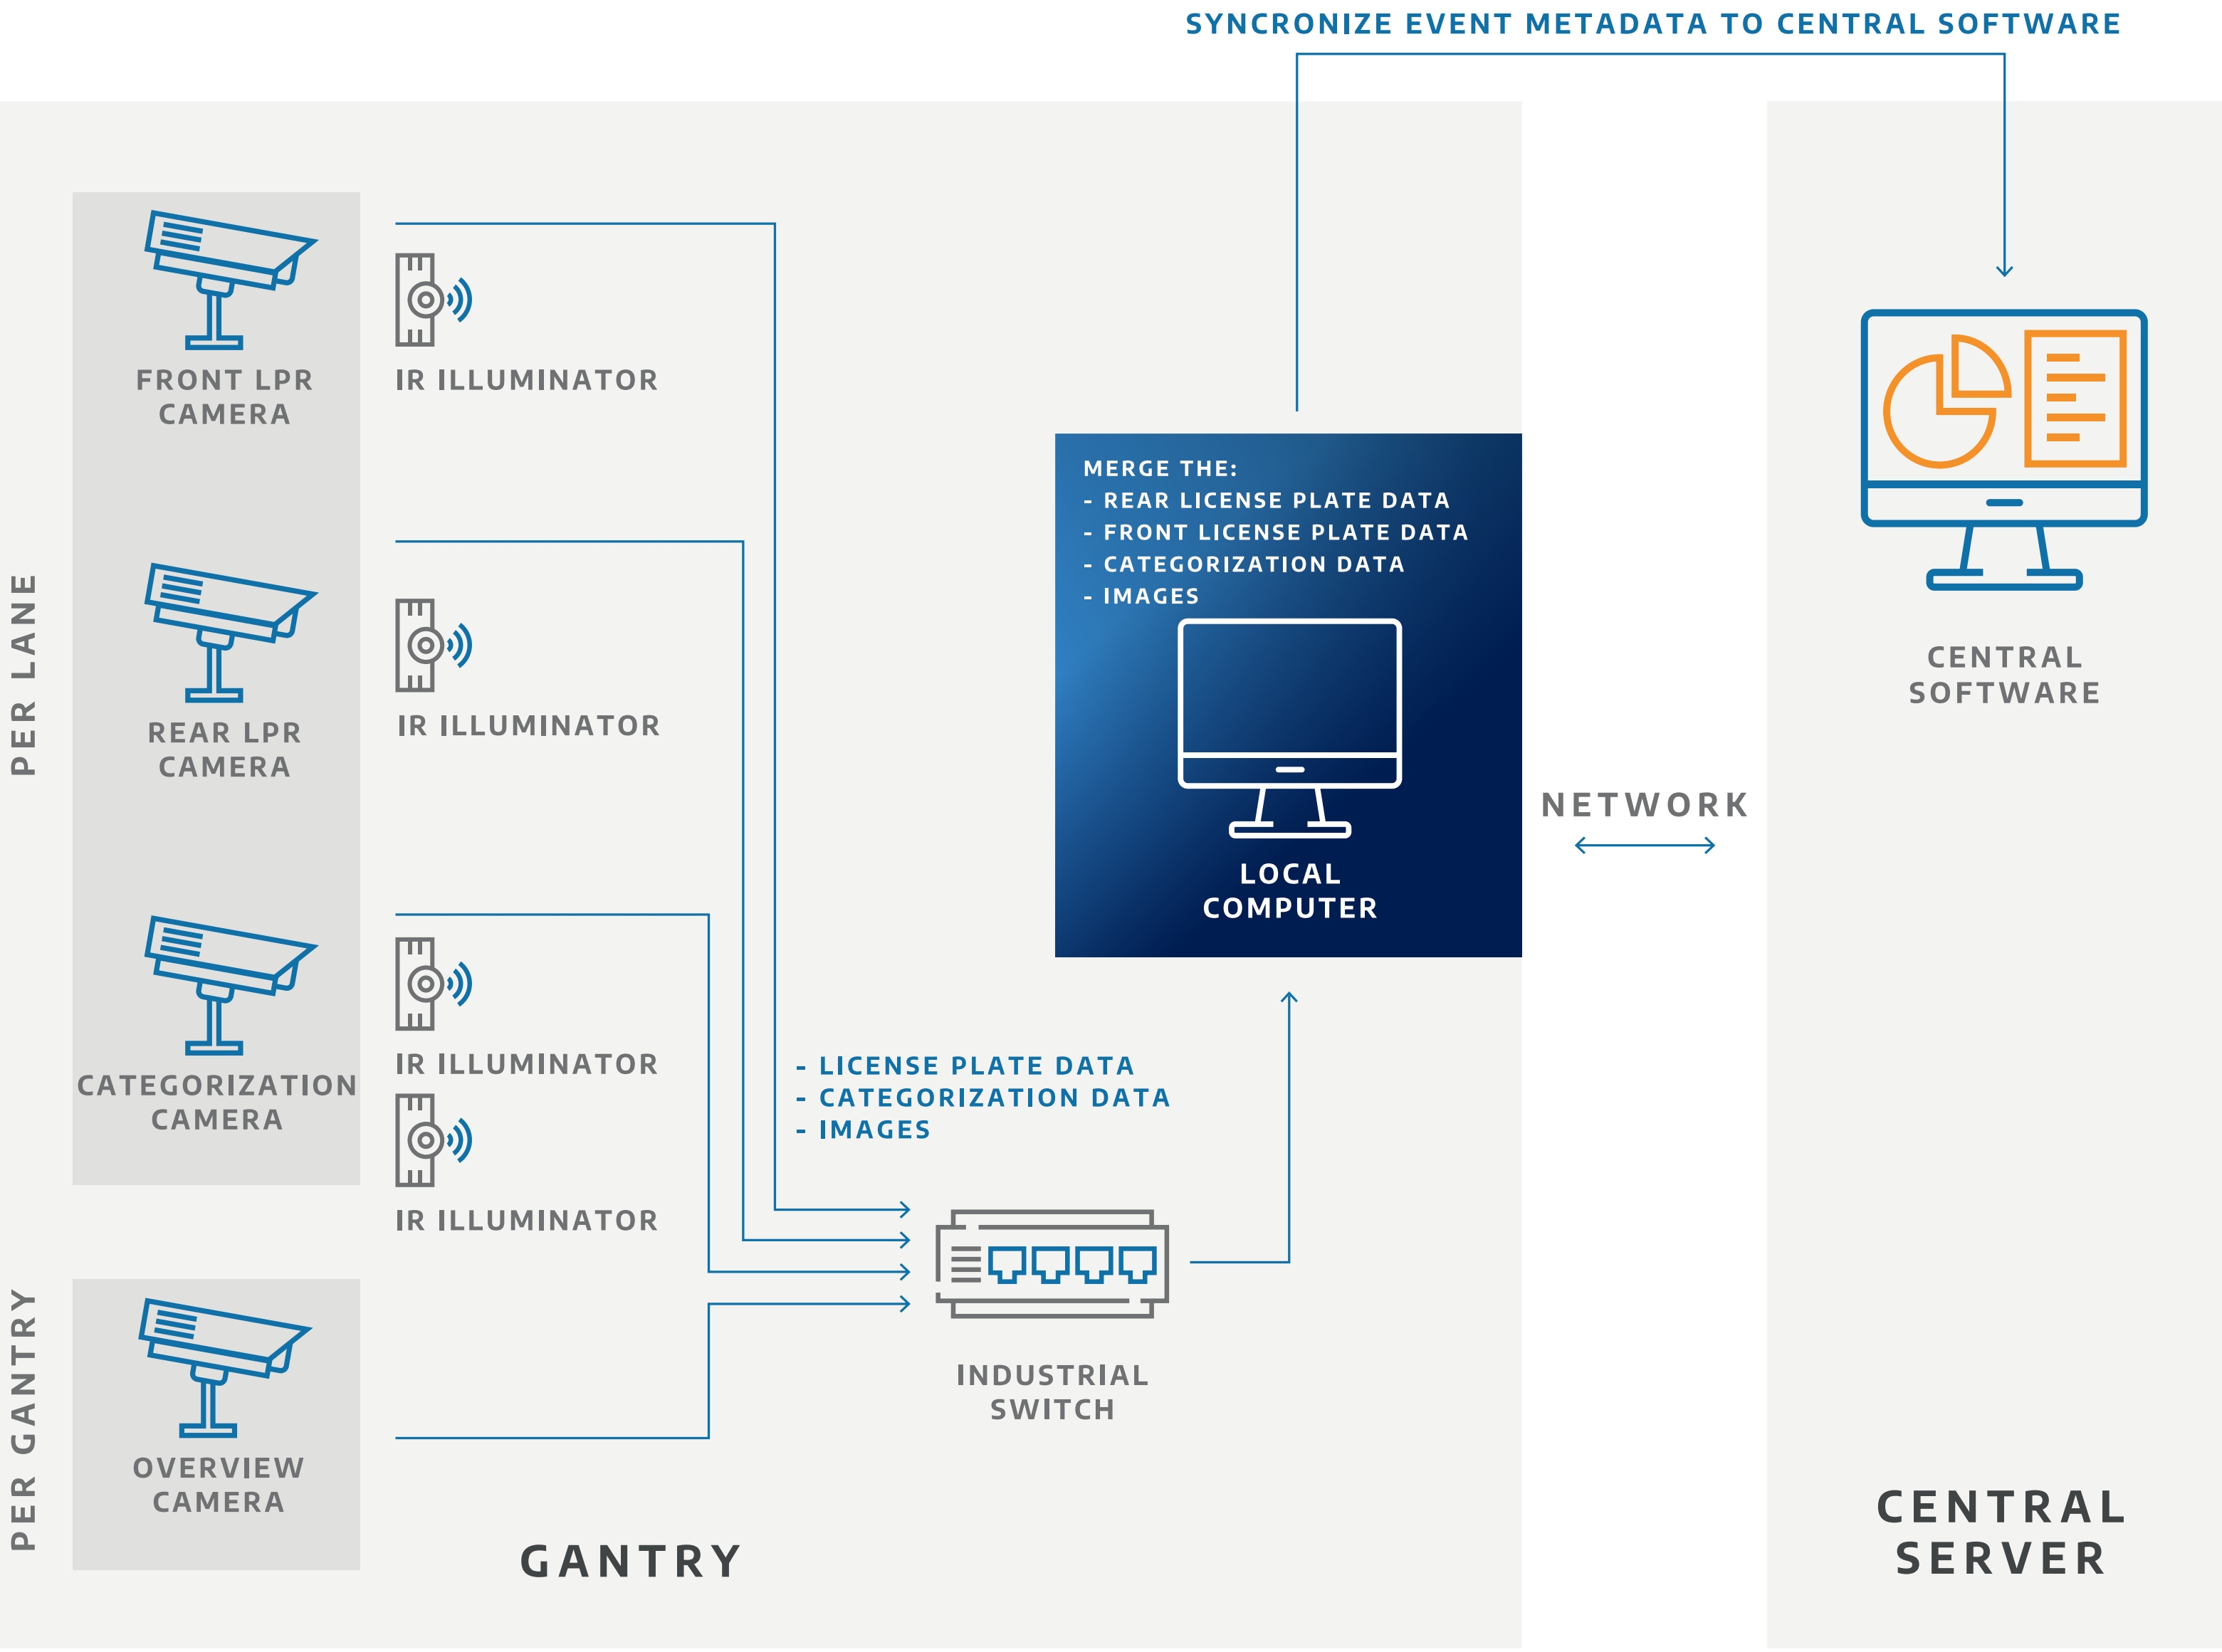 SYNCRONIZE EVENT METADATA TO CENTRAL SOFTWARE
PER LANE
FRONT LPR
CAMERA
IR ILLUMINATOR
REAR LPR
CAMERA
IR ILLUMINATOR
CATEGORIZATION
CAMERA
IR ILLUMINATOR
IR ILLUMINATOR
PER GANTRY
OVERVIEW
CAMERA
- LICENSE PLATE DATA
- CATEGORIZATION DATA
- IMAGES
INDUSTRIAL
SWITCH
MERGE THE:
- REAR LICENSE PLATE DATA
- FRONT LICENSE PLATE DATA
- CATEGORIZATION DATA
- IMAGES
LOCAL
COMPUTER
GANTRY
NETWORK
CENTRAL
SOFTWARE
CENTRAL
SERVER